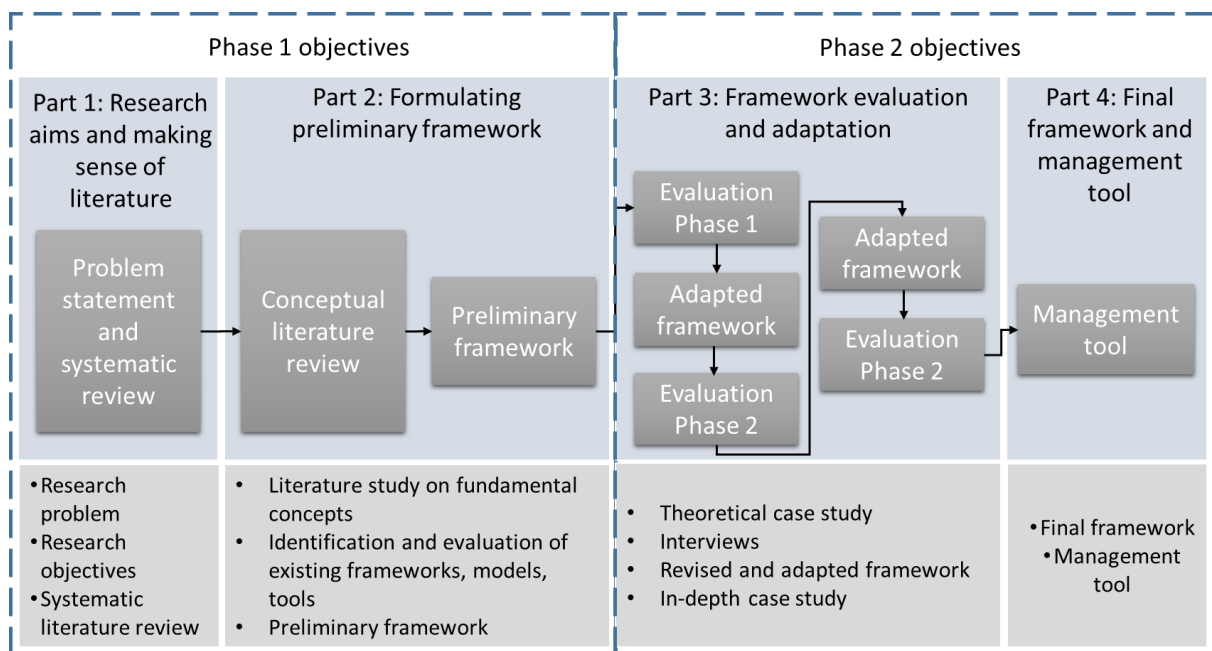 Phase 1 objectives
Phase 2 objectives
Part 1: Research
aims and making
sense of
literature
Part 2: Formulating
preliminary framework
Part 3: Framework evaluation
and adaptation
Part 4: Final
framework and
management
tool
Problem
statement
and
systematic
review
Conceptual
literature
review
Preliminary
framework
Evaluation
Phase 1
Adapted
framework
Evaluation
Phase 2
Adapted
framework
Evaluation
Phase 2
Management
tool
•Research
problem
•Research
objectives
•Systematic
literature review
• Literature study on fundamental
concepts
• Identification and evaluation of
existing frameworks, models,
tools
• Preliminary framework
• Theoretical case study
• Interviews
• Revised and adapted framework
• In-depth case study
•Final framework
•Management
tool